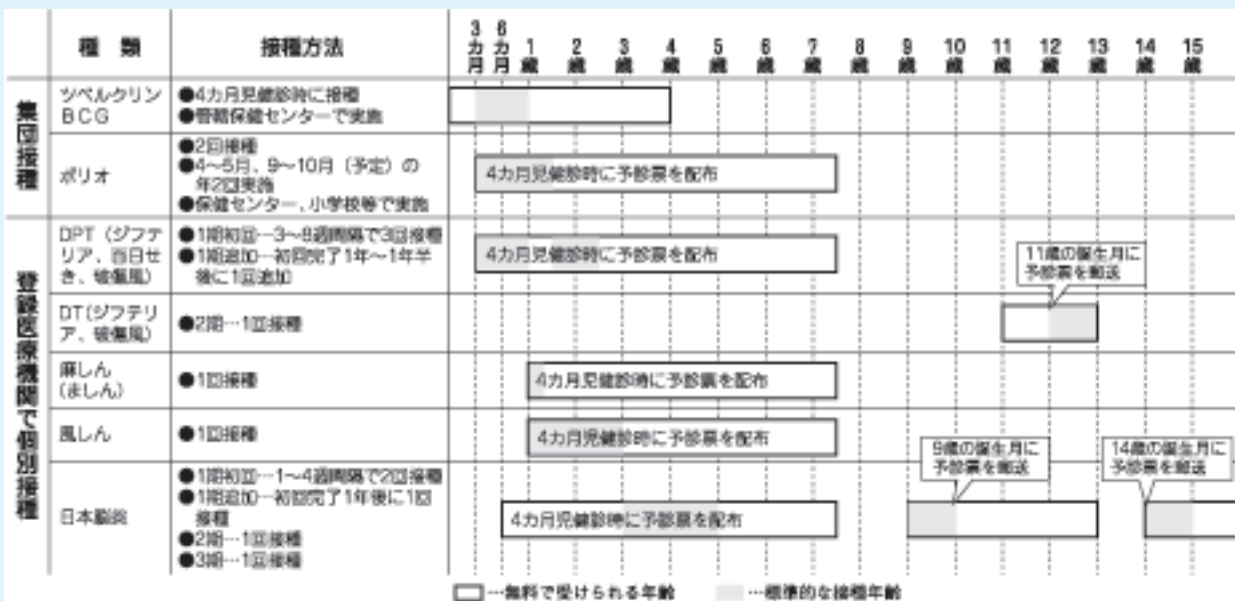 種 類
接種方法
3カ月
6カ月
1歳
2歳
3歳
4歳
5歳
6歳
7歳
8歳
9歳
10歳
11歳
12歳
13歳
14歳
15歳
集団接種
ツベルクリン
BCG
●4カ月児健診時に接種
●管轄保健センターで実施
ポリオ
●2回接種
●4〜5月、9〜10月(予定)の
年2回実施
●保健センター、小学校等で実施
4カ月児健診時に予診票を配布
登録医療機関で個別接種
DPT(ジフテ
リア、百日せ
き、破傷風)
●1期初回…3〜8週間隔で3回接種
●1期追加…初回完了1年〜1年半
後に1回追加
4カ月児健診時に予診票を配布
DT(ジフテリ
ア、破傷風)
●2期…1回接種
11歳の誕生月に
予診票を郵送
麻しん
(ましん)
●1回接種
4カ月児健診時に予診票を配布
風しん
●1回接種
4カ月児健診時に予診票を配布
日本脳炎
●1期初回…1〜4週間隔で2回接種
●1期追加…初回完了1年後に1回
接種
●2期…1回接種
●3期…1回接種
4カ月児健診時に予診票を配布
9歳の誕生月に
予診票を郵送
14歳の誕生月に
予診票を郵送
…無料で受けられる年齢
…標準的な接種年齢